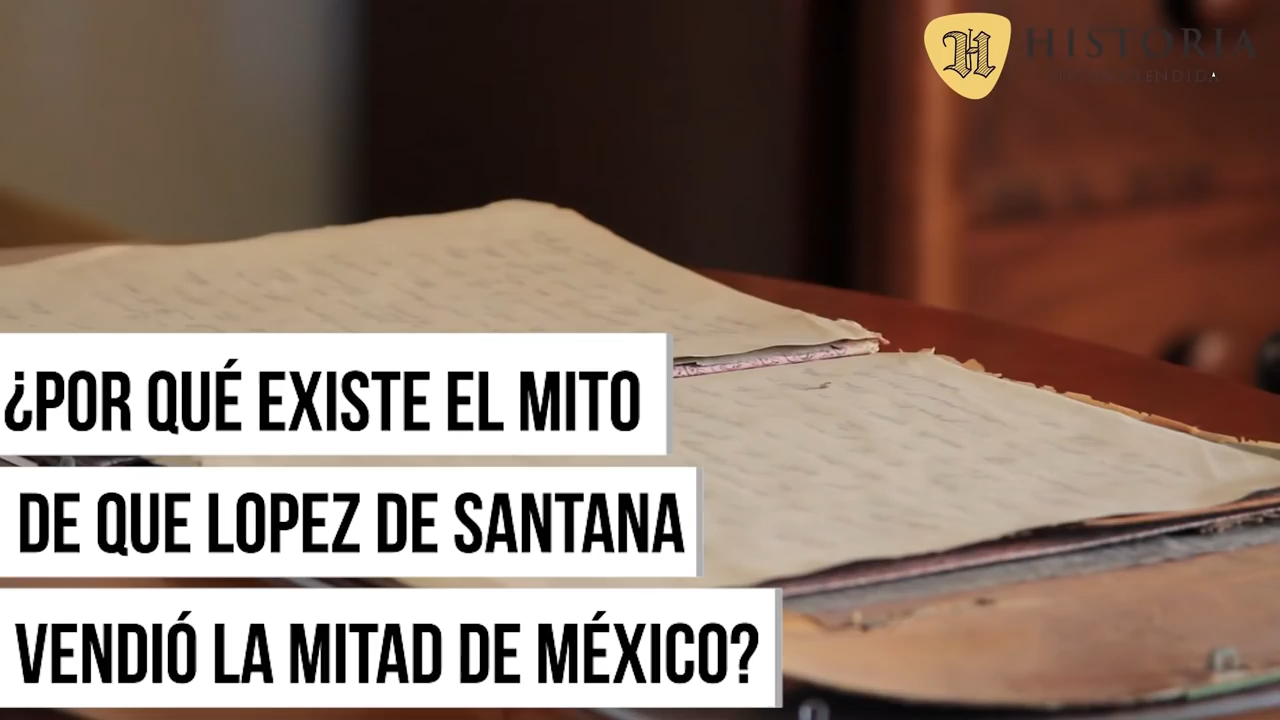 H HISTORIA
¿POR QUÉ EXISTE EL MITO
DE QUE LOPEZ DE SANTANA
VENDIÓ LA MITAD DE MÉXICO?